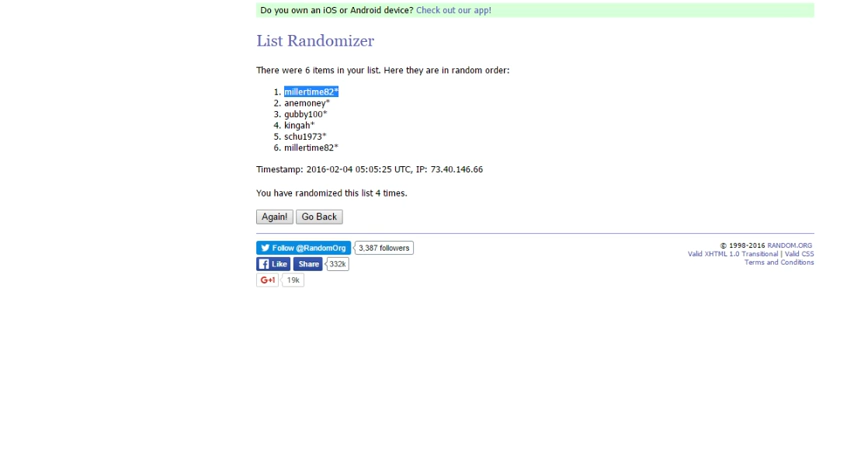 Do you own an iOS or Android device? Check out our app!
List Randomizer
There were 6 items in your list. Here they are in random order:
1. millertime82*
2. anemoney*
3. gubby100*
4. kingah*
5. schu1973*
6. millertime82*
Timestamp: 2016-02-04 05:05:25 UTC, IP: 73.40.146.66
You have randomized this list 4 times.
Again! Go Back
Follow @RandomOrg 3,387 followers
Like Share 332k
G+1 19k
© 1998-2016 RANDOM.ORG
Valid XHTML 1.0 Transitional | Valid CSS
Terms and Conditions